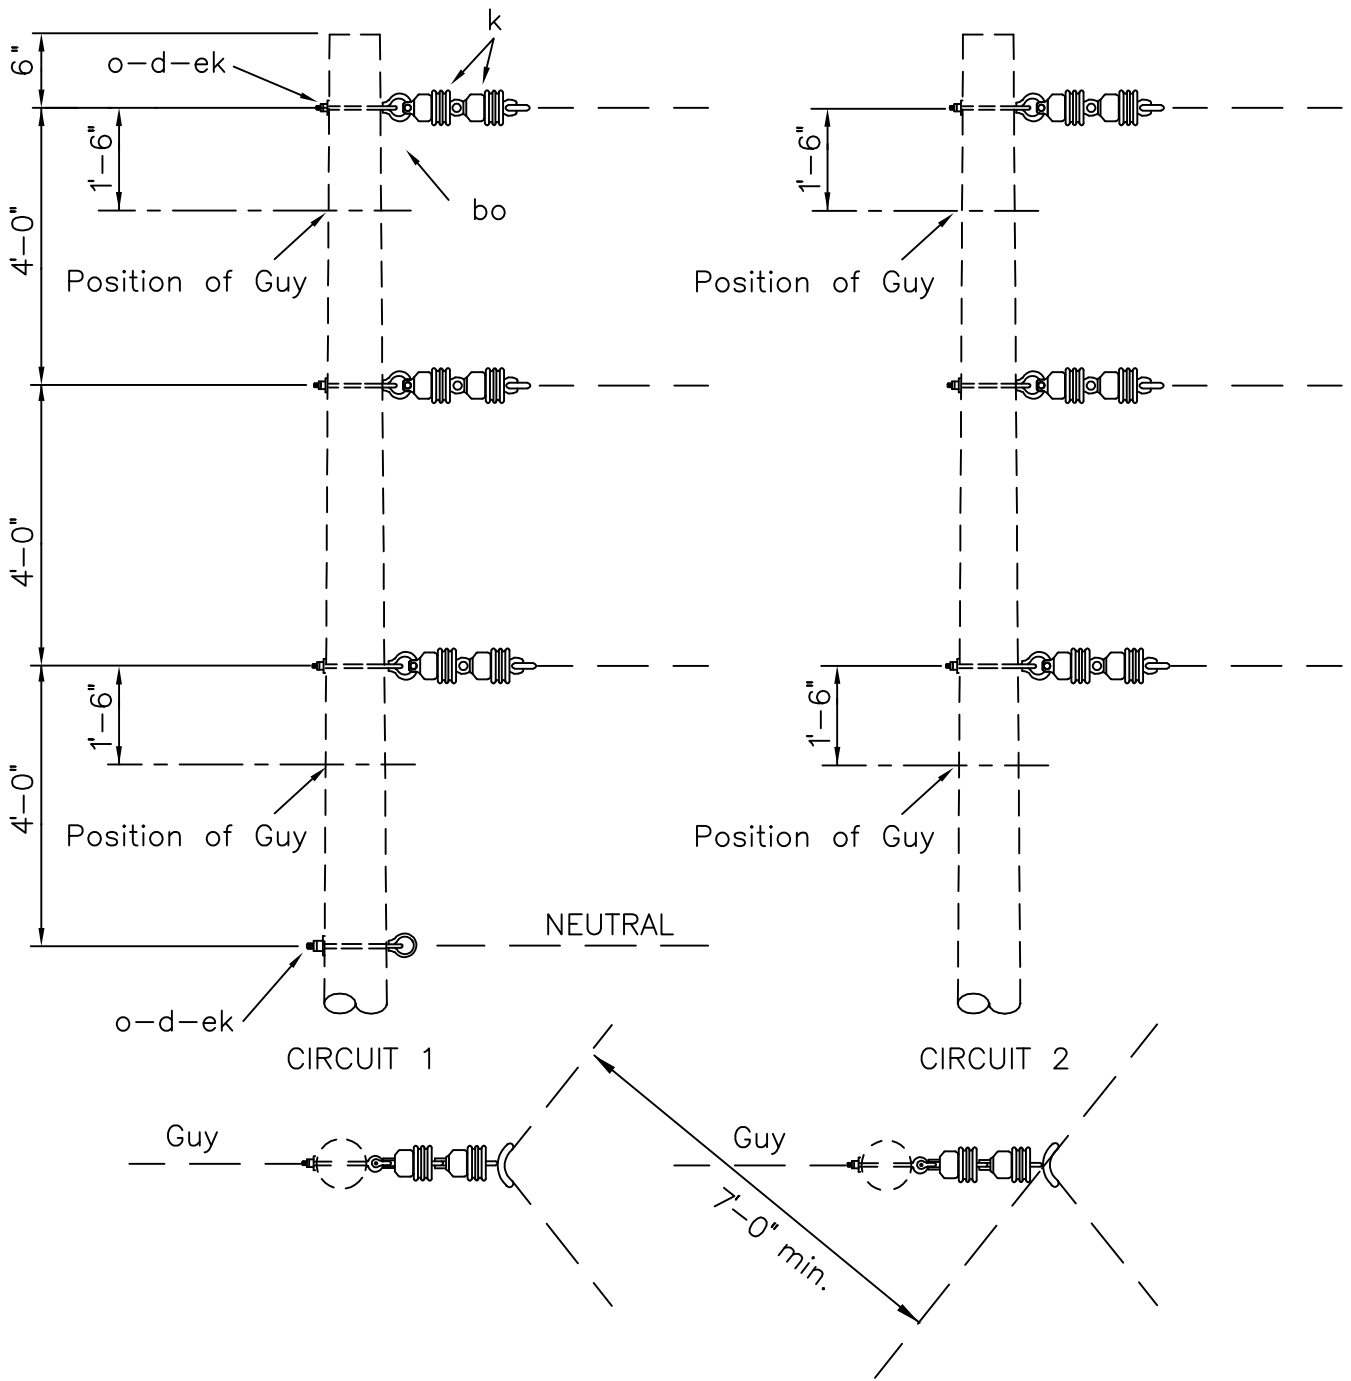 k
6"
o-d-ek
1'-6"
1'-6"
4'-0"
bo
Position of Guy
Position of Guy
4'-0"
1'-6"
1'-6"
4'-0"
Position of Guy
Position of Guy
NEUTRAL
o-d-ek
CIRCUIT 1
CIRCUIT 2
Guy
Guy
7'-0" min.